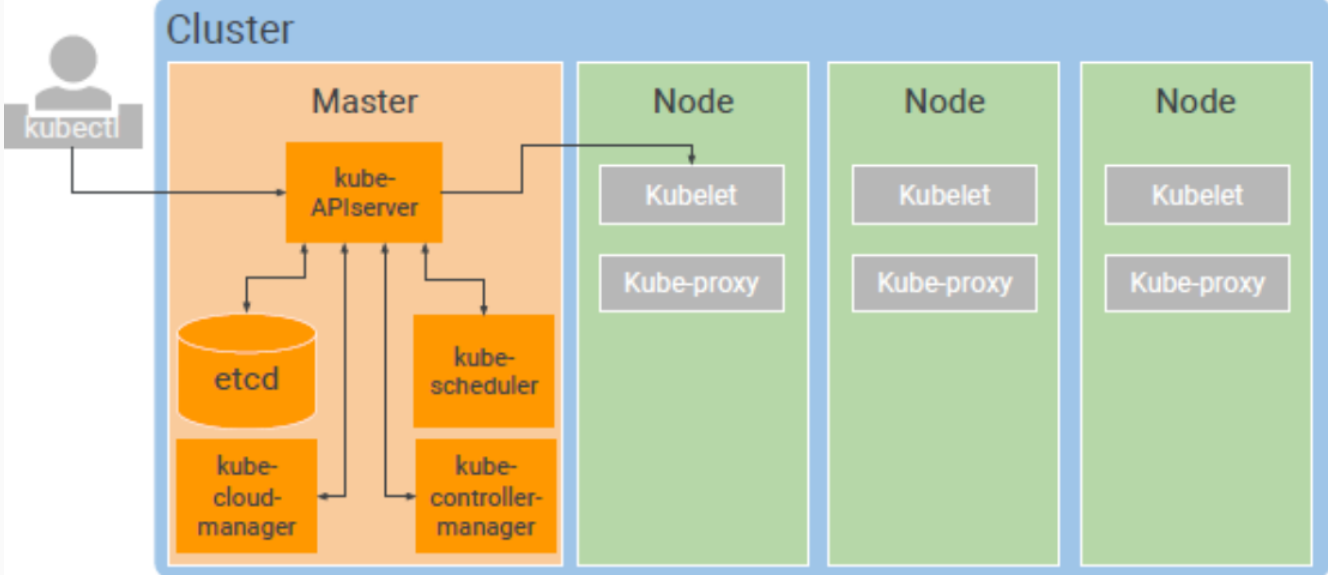 Cluster
kubectl
Master
kube-
APIserver
etcd
kube-
scheduler
kube-
cloud-
manager
kube-
controller-
manager
Node
Kubelet
Kube-proxy
Node
Kubelet
Kube-proxy
Node
Kubelet
Kube-proxy